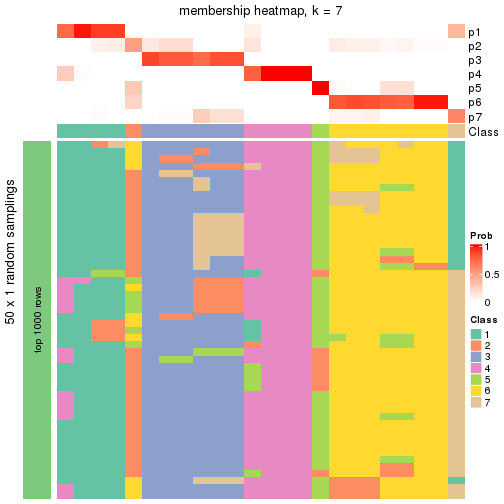 membership heatmap, k = 7
p1
p2
p3
p4
p5
p6
p7
Class
50 x 1 random samplings
top 1000 rows
Prob
1
0.5
0
Class
1
2
3
4
5
6
7